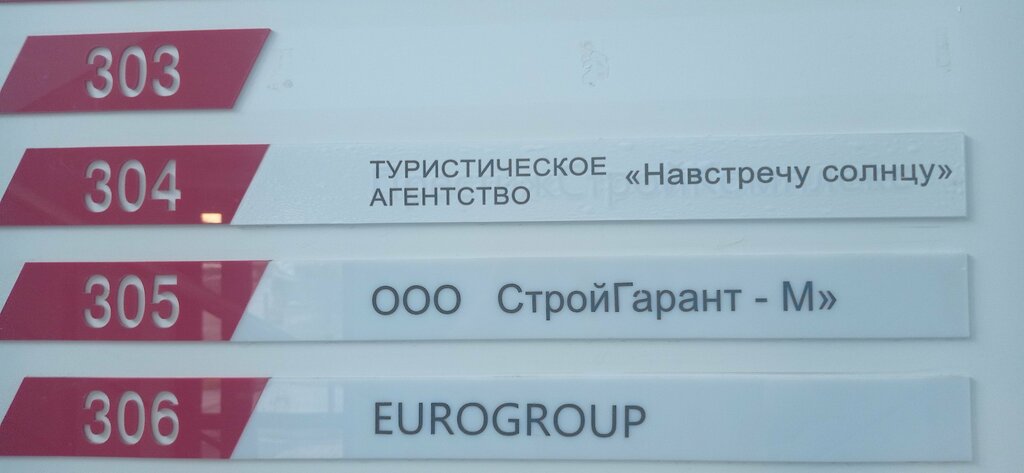 303
304 ТУРИСТИЧЕСКОЕ АГЕНТСТВО «Навстречу солнцу»
305 ООО СтройГарант - М»
306 EUROGROUP